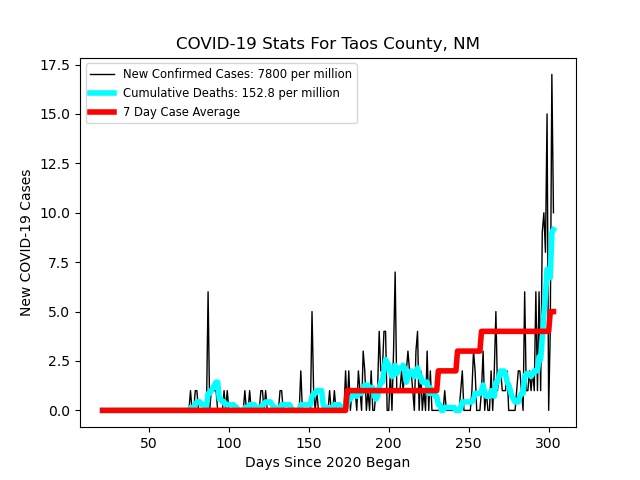 COVID-19 Stats For Taos County, NM
17.5
15.0
12.5
10.0
7.5
5.0
2.5
0.0
New COVID-19 Cases
New Confirmed Cases: 7800 per million
Cumulative Deaths: 152.8 per million
7 Day Case Average
50
100
150
200
250
300
Days Since 2020 Began